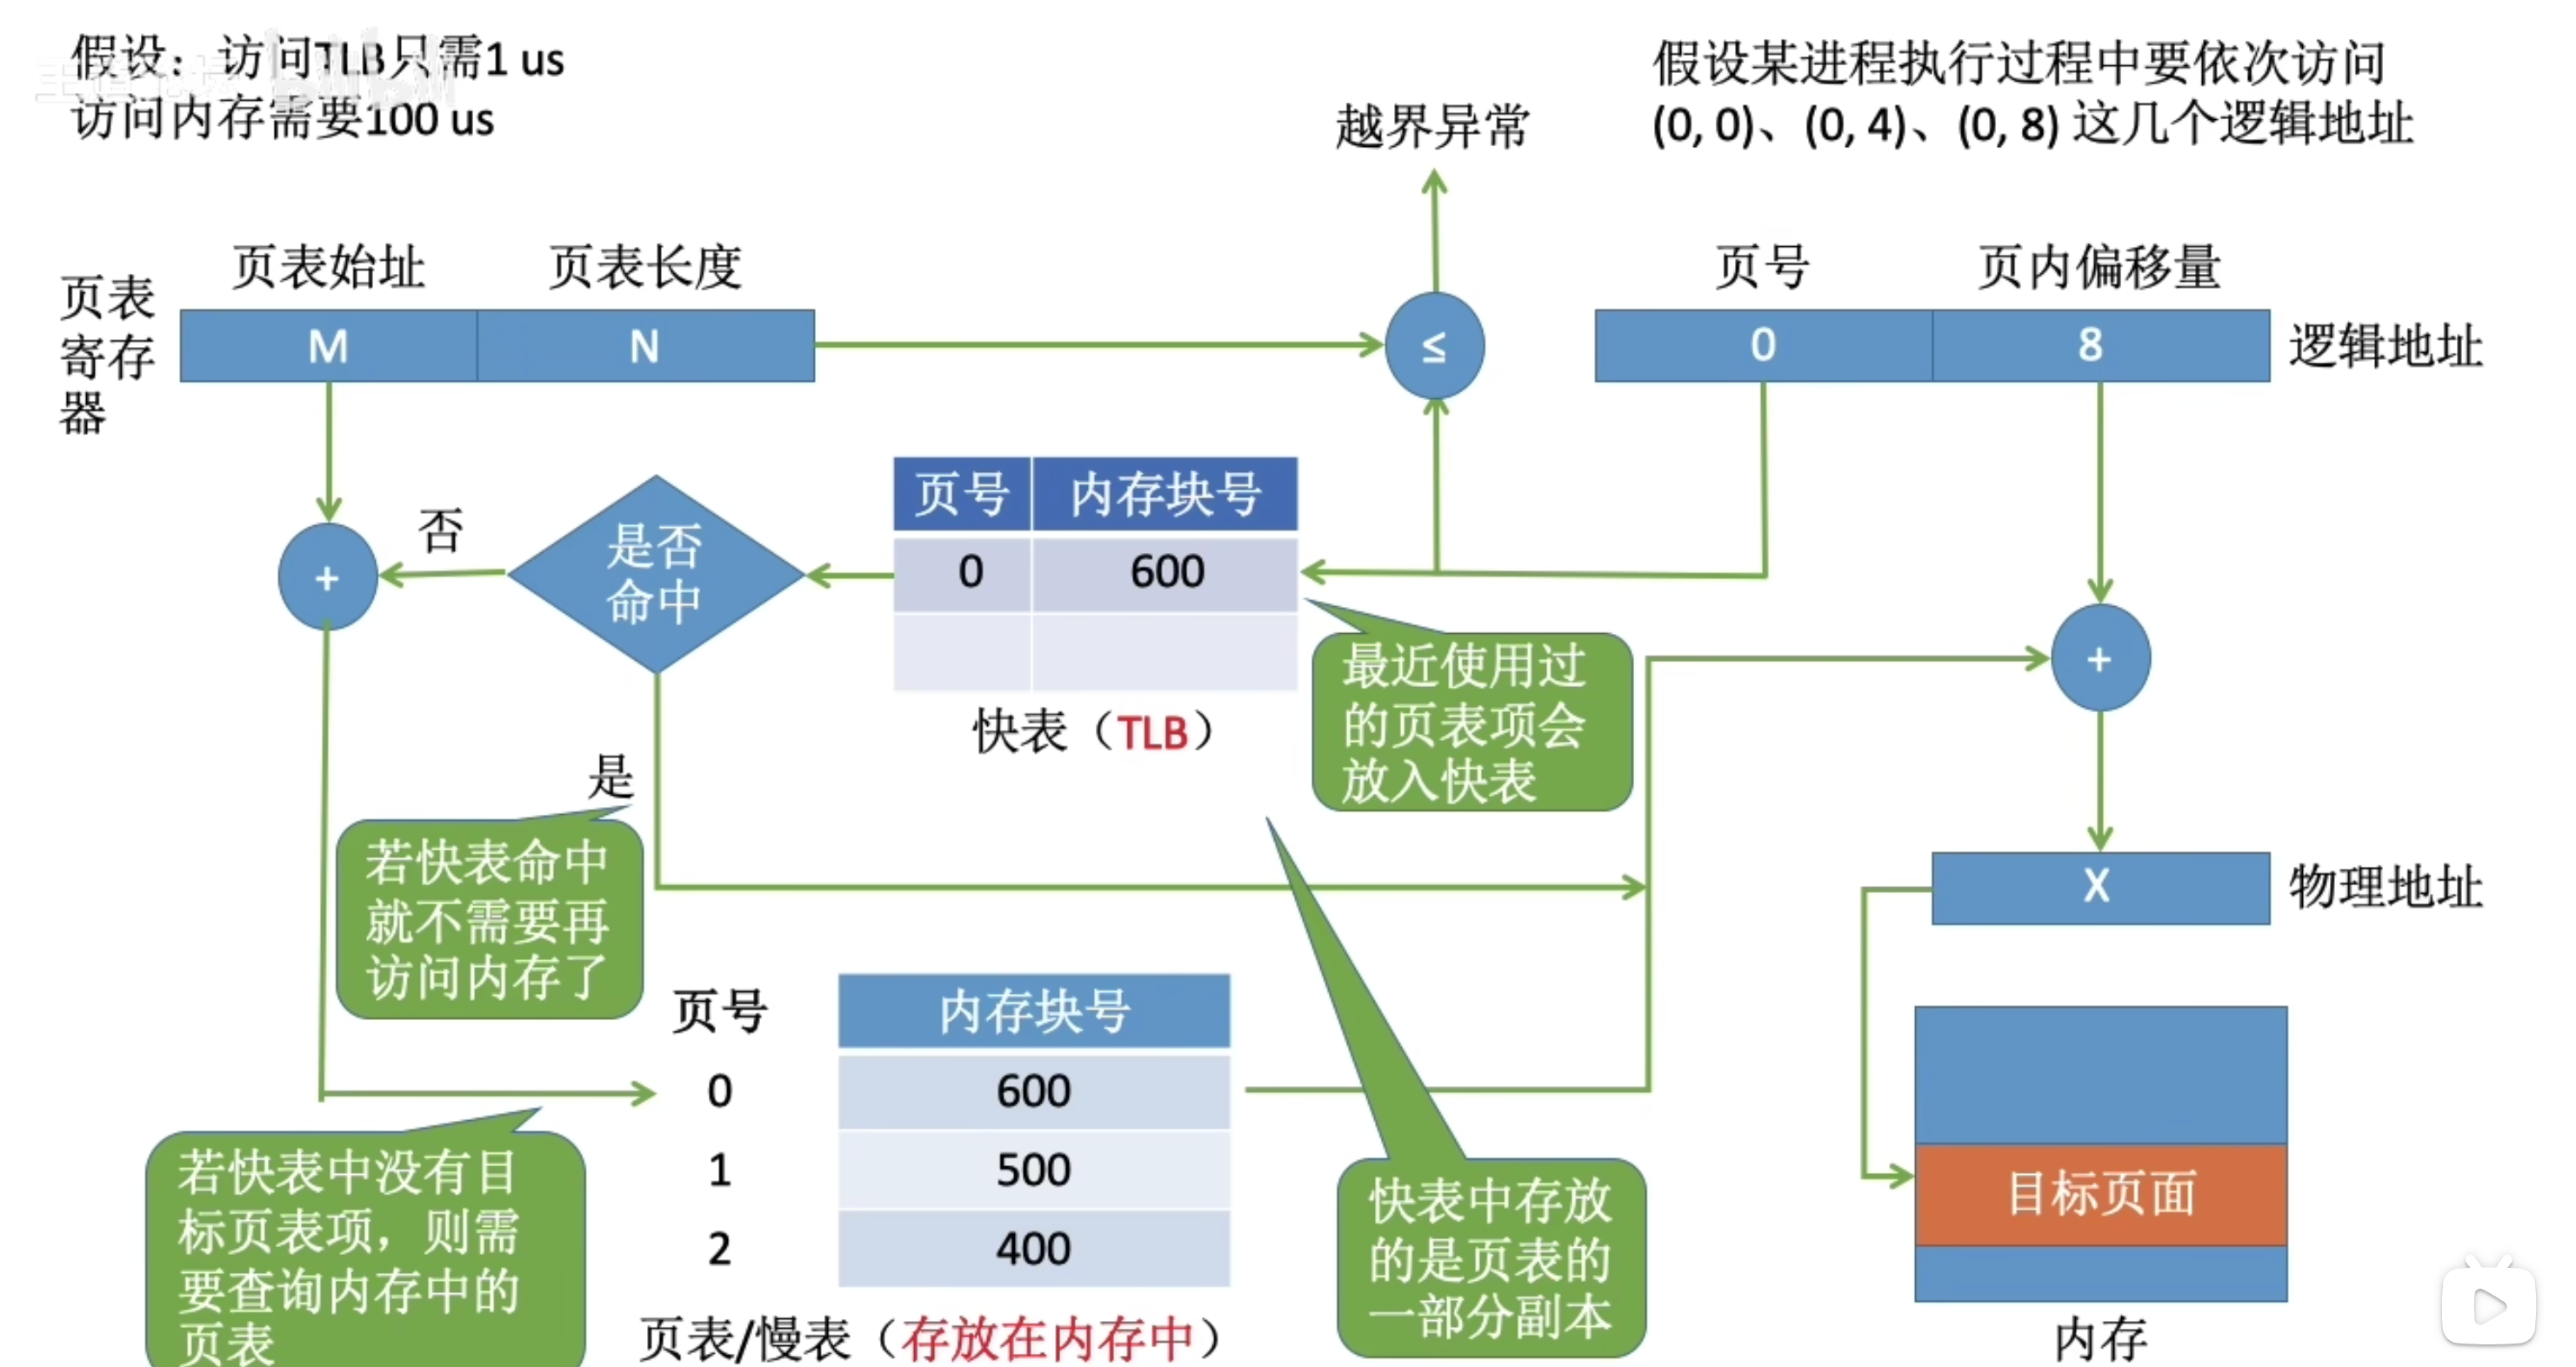 假设：访问TLB只需1 us
访问内存需要100 us
假设某进程执行过程中要依次访问
(0, 0)、(0, 4)、(0, 8) 这几个逻辑地址
越界异常
页表始址
页表长度
页号
页内偏移量
页表
寄存
器
M
N
≤
0
8
逻辑地址
页号
内存块号
0
600
快表（TLB）
是否
命中
否
+
是
最近使用过
的页表项会
放入快表
+
若快表命中
就不需要再
访问内存了
X
物理地址
页号
内存块号
0
600
1
500
2
400
页表/慢表（存放在内存中）
若快表中没有目
标页表项，则需
要查询内存中的
页表
快表中存放
的是页表的
一部分副本
目标页面
内存